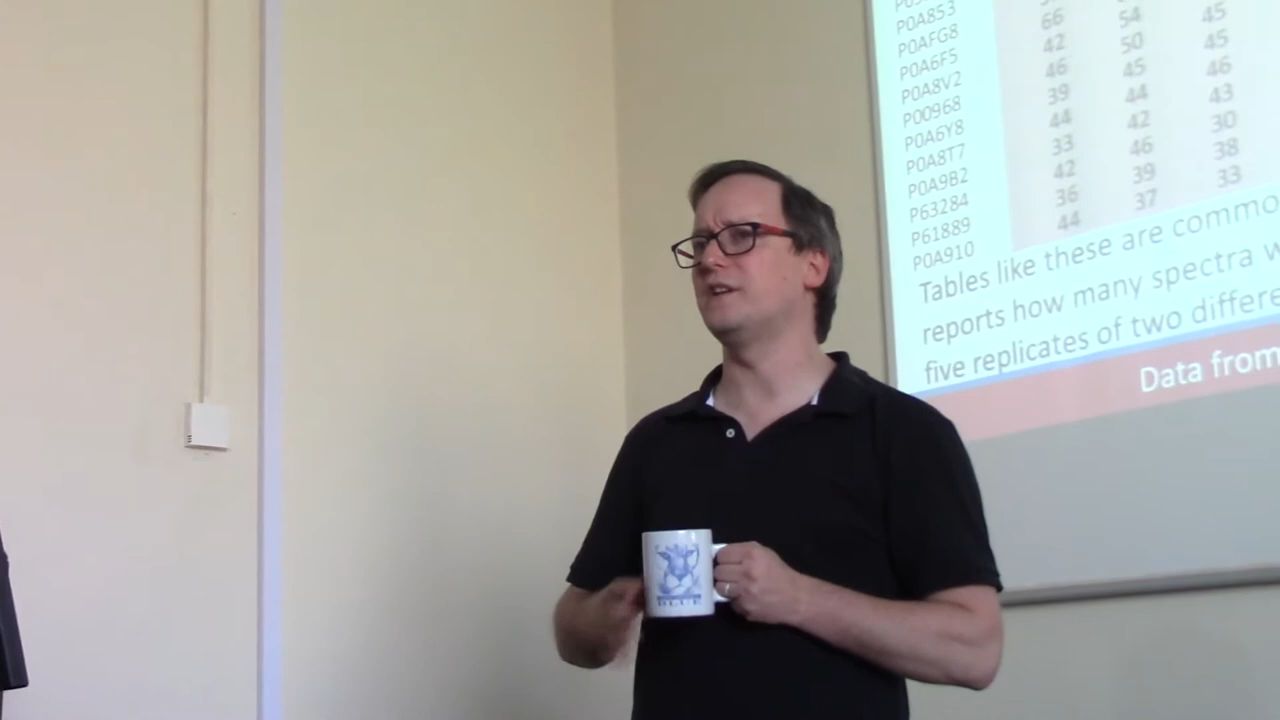 P0A853 66 54 45
P0AFG8 42 50 45
P0A6F5 46 45 46
P0A8V2 39 44 43
P00968 44 42 30
P0A6Y8 33 46 38
P0A8T7 42 39 33
P0A9B2 36 37
P63284 44
P61889
P0A910
Tables like these are commo
reports how many spectra w
five replicates of two differe
Data from
BLUE